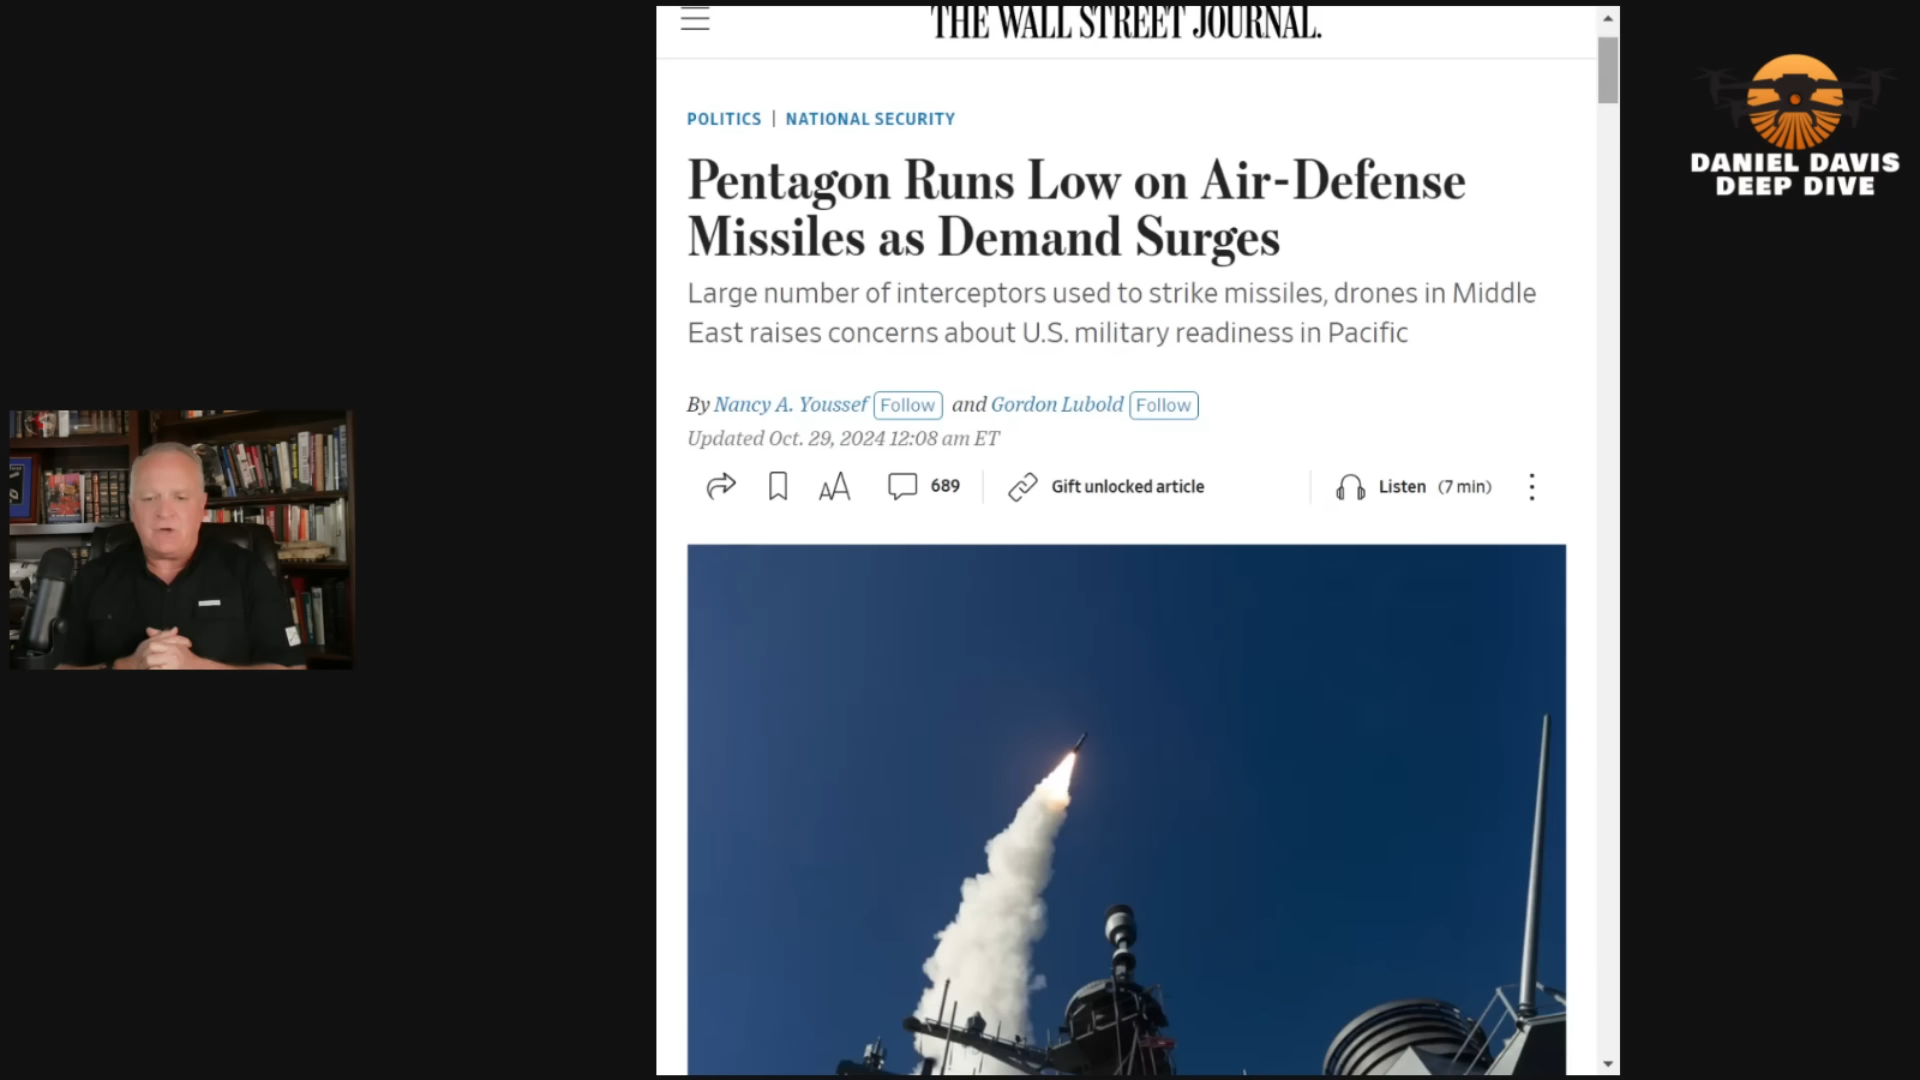 THE WALL STREET JOURNAL.
POLITICS | NATIONAL SECURITY
Pentagon Runs Low on Air-Defense
Missiles as Demand Surges
Large number of interceptors used to strike missiles, drones in Middle
East raises concerns about U.S. military readiness in Pacific
By Nancy A. Youssef Follow and Gordon Lubold Follow
Updated Oct. 29, 2024 12:08 am ET
AA 689 Gift unlocked article Listen (7 min)
DANIEL DAVIS
DEEP DIVE